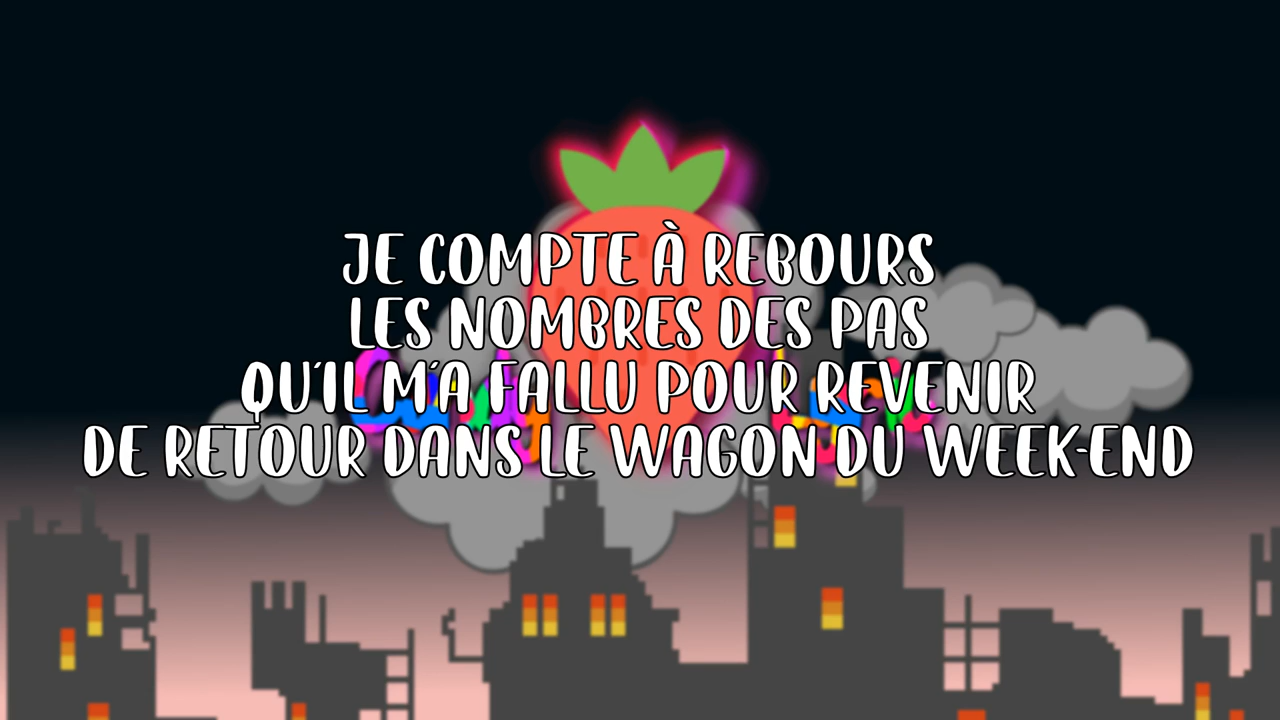 JE COMPTE À REBOURS
LES NOMBRES DES PAS
QU'IL M'A FALLU POUR REVENIR
DE RETOUR DANS LE WAGON DU WEEK-END